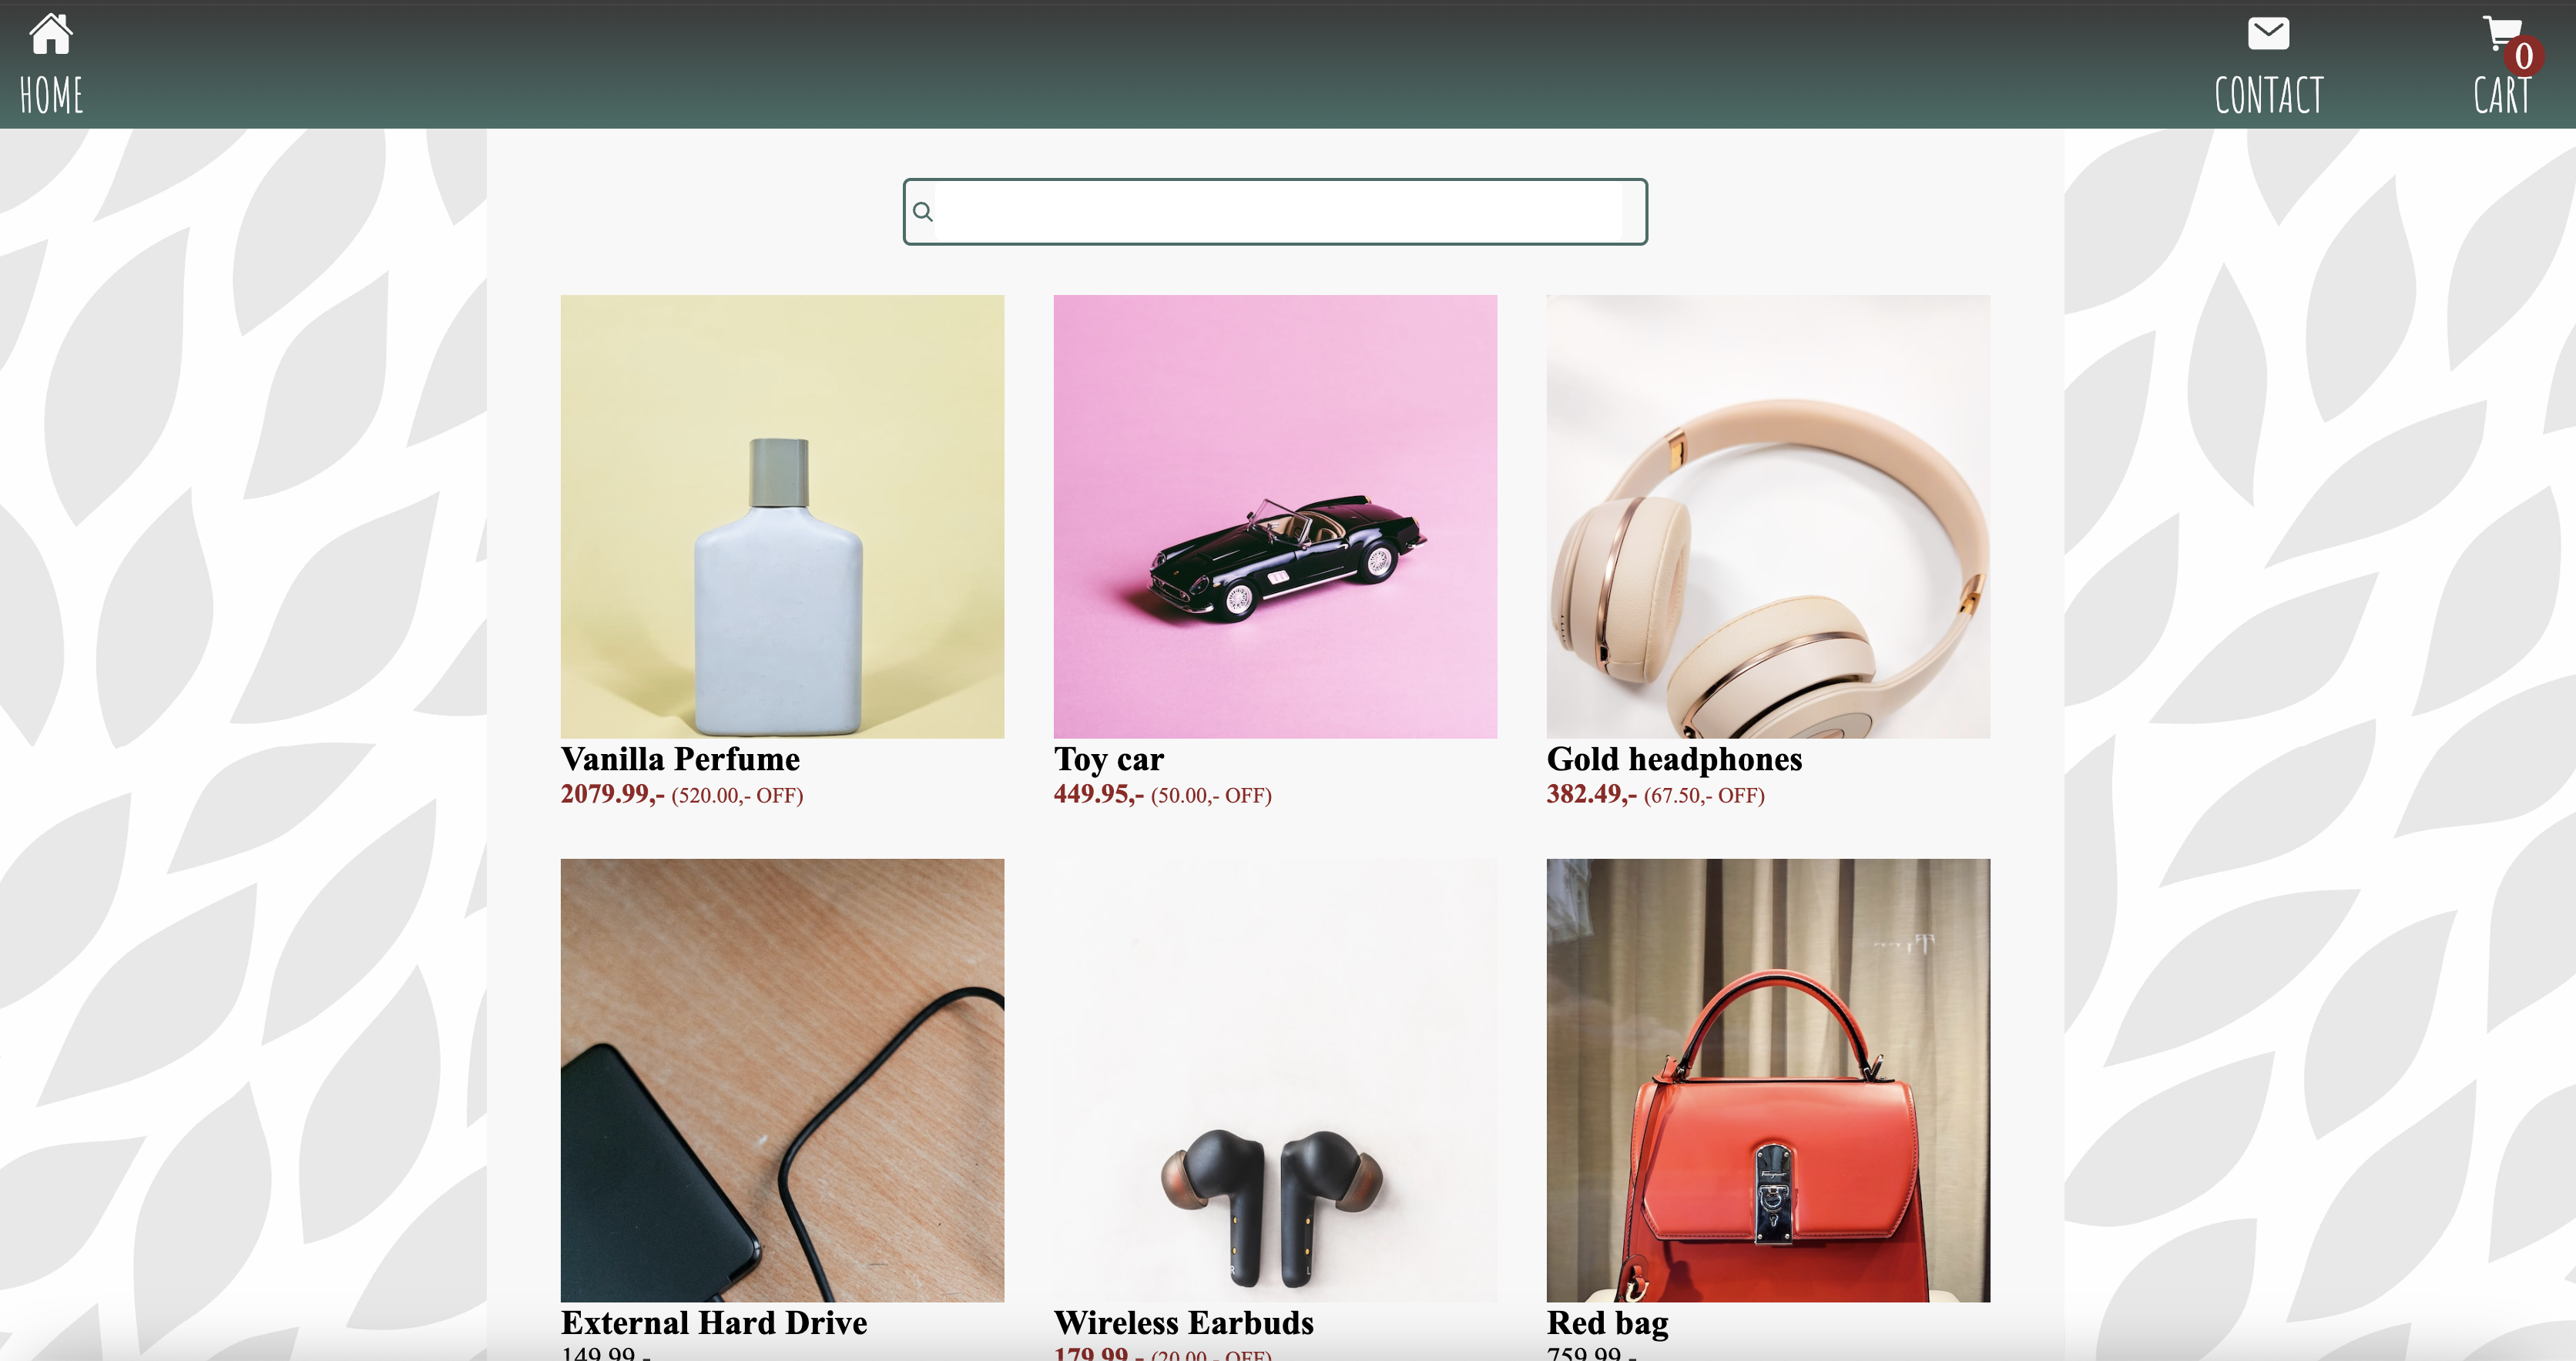 HOME
CONTACT
CART
0
Vanilla Perfume
2079.99,- (520.00,- OFF)
Toy car
449.95,- (50.00,- OFF)
Gold headphones
382.49,- (67.50,- OFF)
R
L
External Hard Drive
149.99,-
Wireless Earbuds
179.99,- (20.00,- OFF)
Red bag
759.99,-